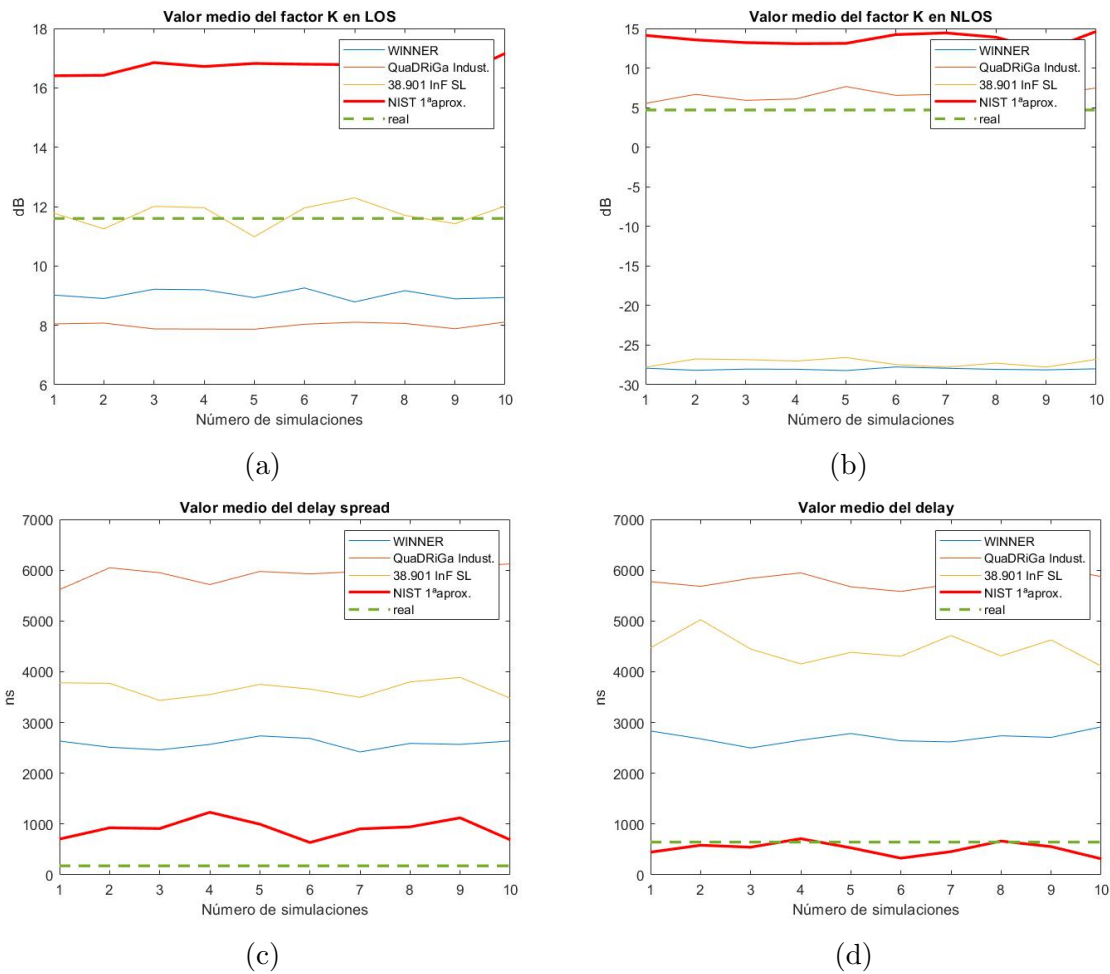 Valor medio del factor K en LOS
18
16
14
12
10
8
6
dB
WINNER
QuaDRiGa Indust.
38.901 InF SL
NIST 1ªaprox.
real
1 2 3 4 5 6 7 8 9 10
Número de simulaciones
(a)
Valor medio del factor K en NLOS
15
10
5
0
-5
-10
-15
-20
-25
-30
dB
WINNER
QuaDRiGa Indust.
38.901 InF SL
NIST 1ªaprox.
real
1 2 3 4 5 6 7 8 9 10
Número de simulaciones
(b)
Valor medio del delay spread
7000
6000
5000
4000
3000
2000
1000
0
ns
WINNER
QuaDRiGa Indust.
38.901 InF SL
NIST 1ªaprox.
real
1 2 3 4 5 6 7 8 9 10
Número de simulaciones
(c)
Valor medio del delay
7000
6000
5000
4000
3000
2000
1000
0
ns
WINNER
QuaDRiGa Indust.
38.901 InF SL
NIST 1ªaprox.
real
1 2 3 4 5 6 7 8 9 10
Número de simulaciones
(d)